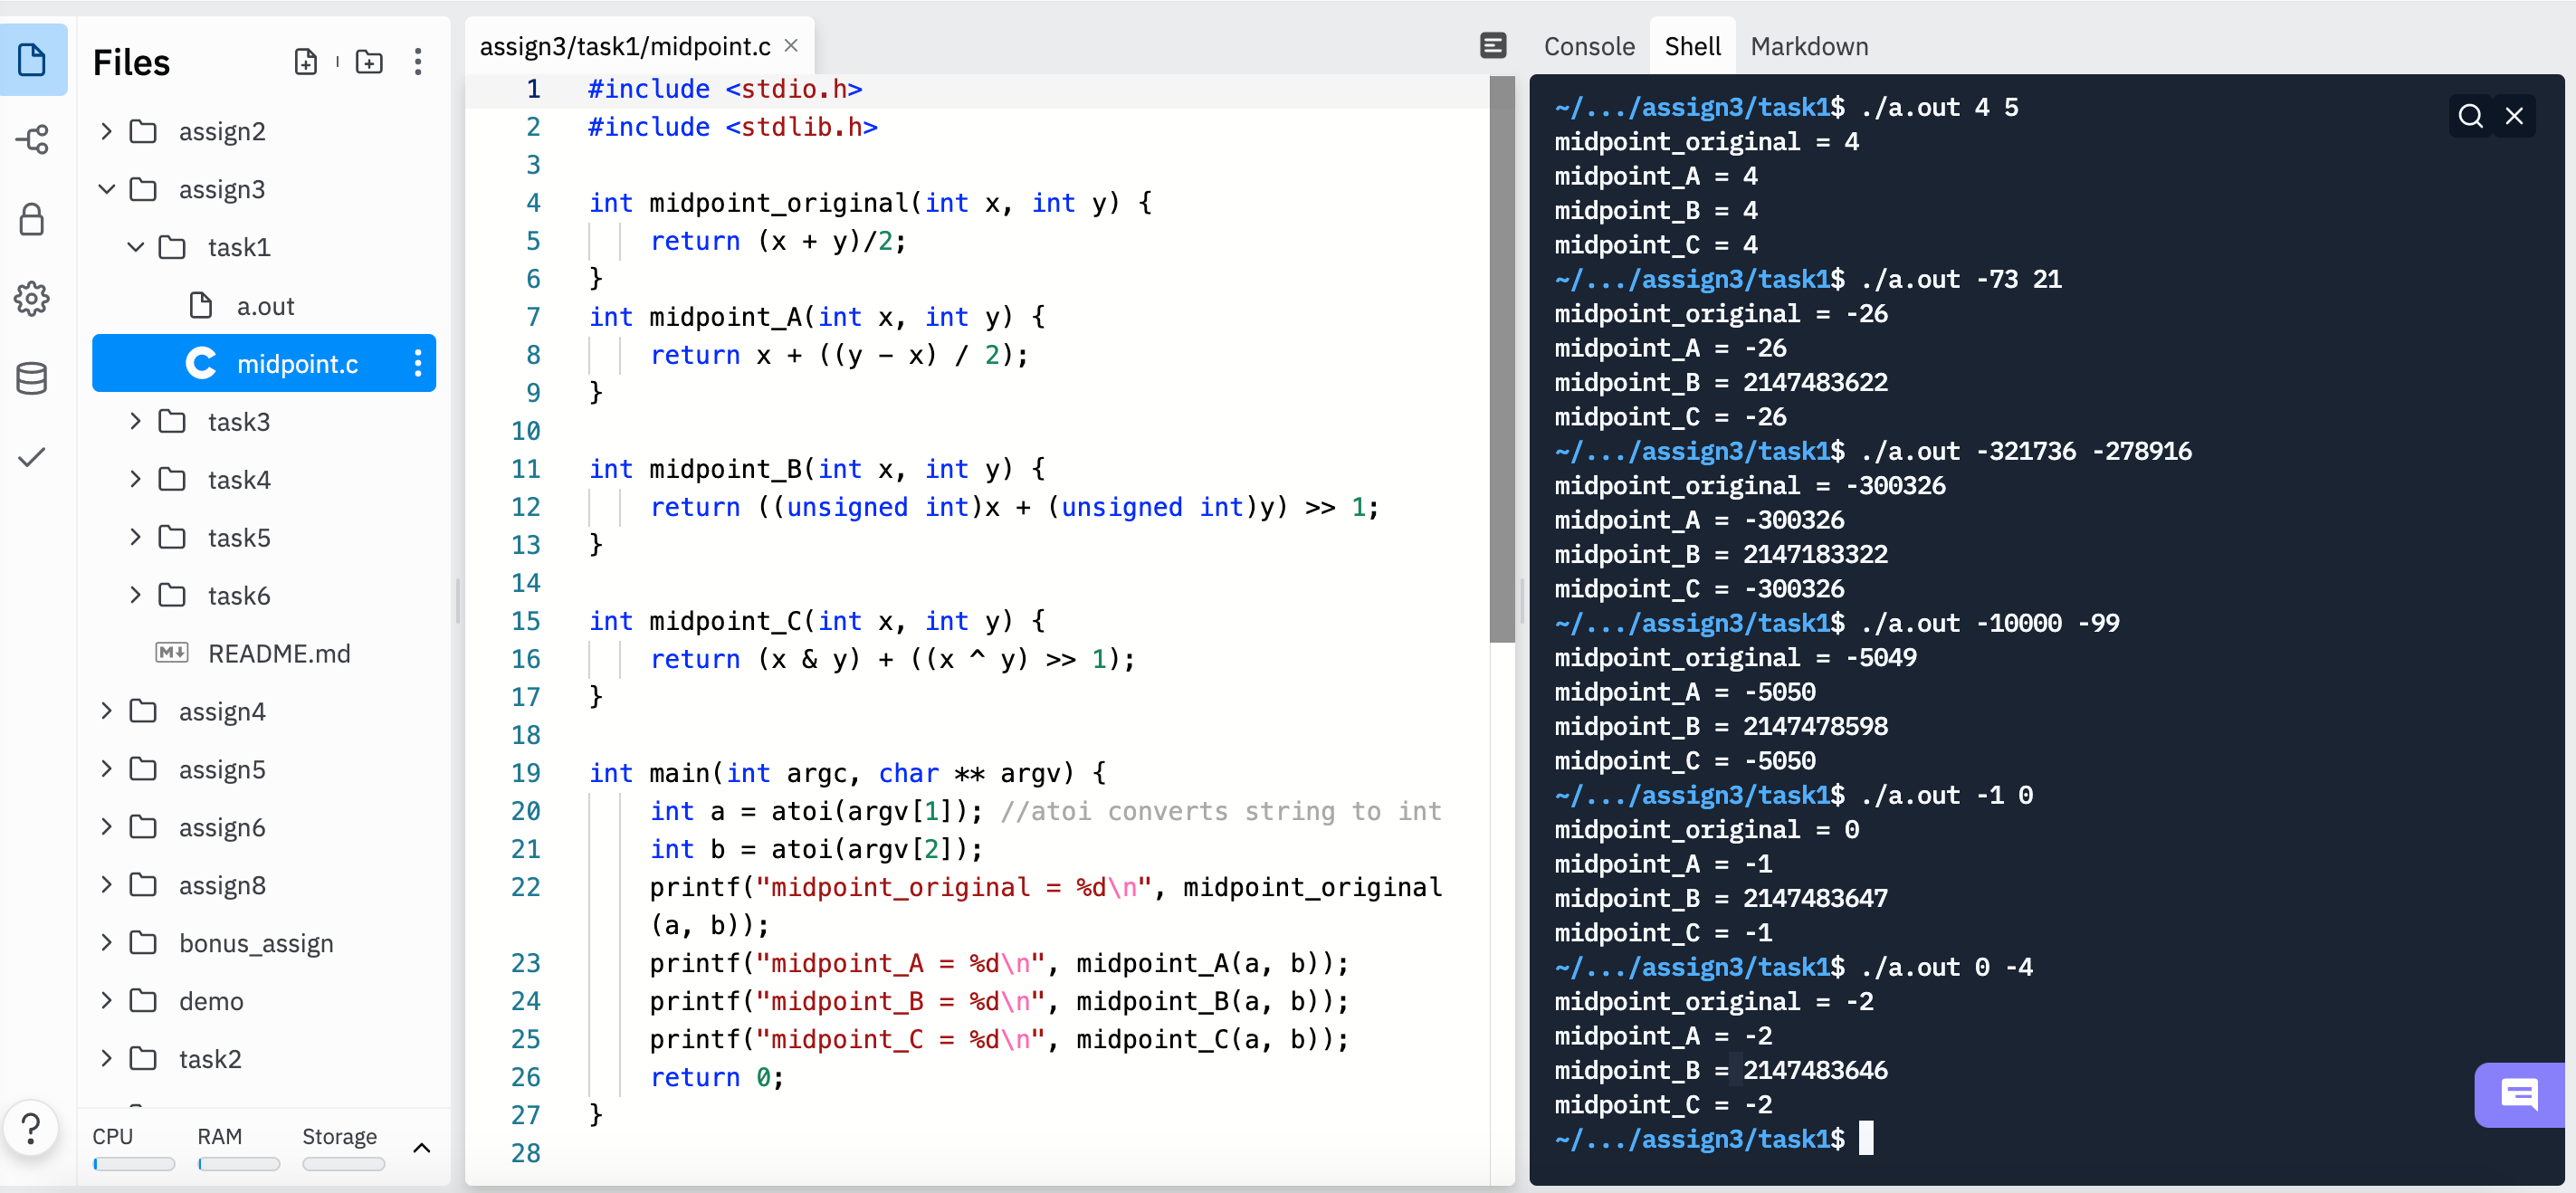 Files
assign2
assign3
task1
a.out
midpoint.c
task3
task4
task5
task6
README.md
assign4
assign5
assign6
assign8
bonus_assign
demo
task2
CPU RAM Storage
?
assign3/task1/midpoint.c
1 #include <stdio.h>
2 #include <stdlib.h>
3
4 int midpoint_original(int x, int y) {
5 return (x + y)/2;
6 }
7 int midpoint_A(int x, int y) {
8 return x + ((y - x) / 2);
9 }
10
11 int midpoint_B(int x, int y) {
12 return ((unsigned int)x + (unsigned int)y) >> 1;
13 }
14
15 int midpoint_C(int x, int y) {
16 return (x & y) + ((x ^ y) >> 1);
17 }
18
19 int main(int argc, char ** argv) {
20 int a = atoi(argv[1]); //atoi converts string to int
21 int b = atoi(argv[2]);
22 printf("midpoint_original = %d\n", midpoint_original
(a, b));
23 printf("midpoint_A = %d\n", midpoint_A(a, b));
24 printf("midpoint_B = %d\n", midpoint_B(a, b));
25 printf("midpoint_C = %d\n", midpoint_C(a, b));
26 return 0;
27 }
28
Console Shell Markdown
~/.../assign3/task1$ ./a.out 4 5
midpoint_original = 4
midpoint_A = 4
midpoint_B = 4
midpoint_C = 4
~/.../assign3/task1$ ./a.out -73 21
midpoint_original = -26
midpoint_A = -26
midpoint_B = 2147483622
midpoint_C = -26
~/.../assign3/task1$ ./a.out -321736 -278916
midpoint_original = -300326
midpoint_A = -300326
midpoint_B = 2147183322
midpoint_C = -300326
~/.../assign3/task1$ ./a.out -10000 -99
midpoint_original = -5049
midpoint_A = -5050
midpoint_B = 2147478598
midpoint_C = -5050
~/.../assign3/task1$ ./a.out -1 0
midpoint_original = 0
midpoint_A = -1
midpoint_B = 2147483647
midpoint_C = -1
~/.../assign3/task1$ ./a.out 0 -4
midpoint_original = -2
midpoint_A = -2
midpoint_B = 2147483646
midpoint_C = -2
~/.../assign3/task1$